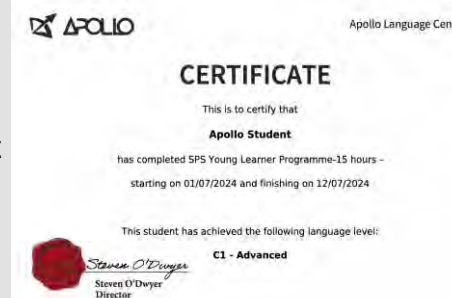 APOLLO
Apollo Language Cen
CERTIFICATE
This is to certify that
Apollo Student
has completed SPS Young Learner Programme-15 hours –
starting on 01/07/2024 and finishing on 12/07/2024
This student has achieved the following language level:
C1 - Advanced
Steven O'Dwyer
Steven O'Dwyer
Director